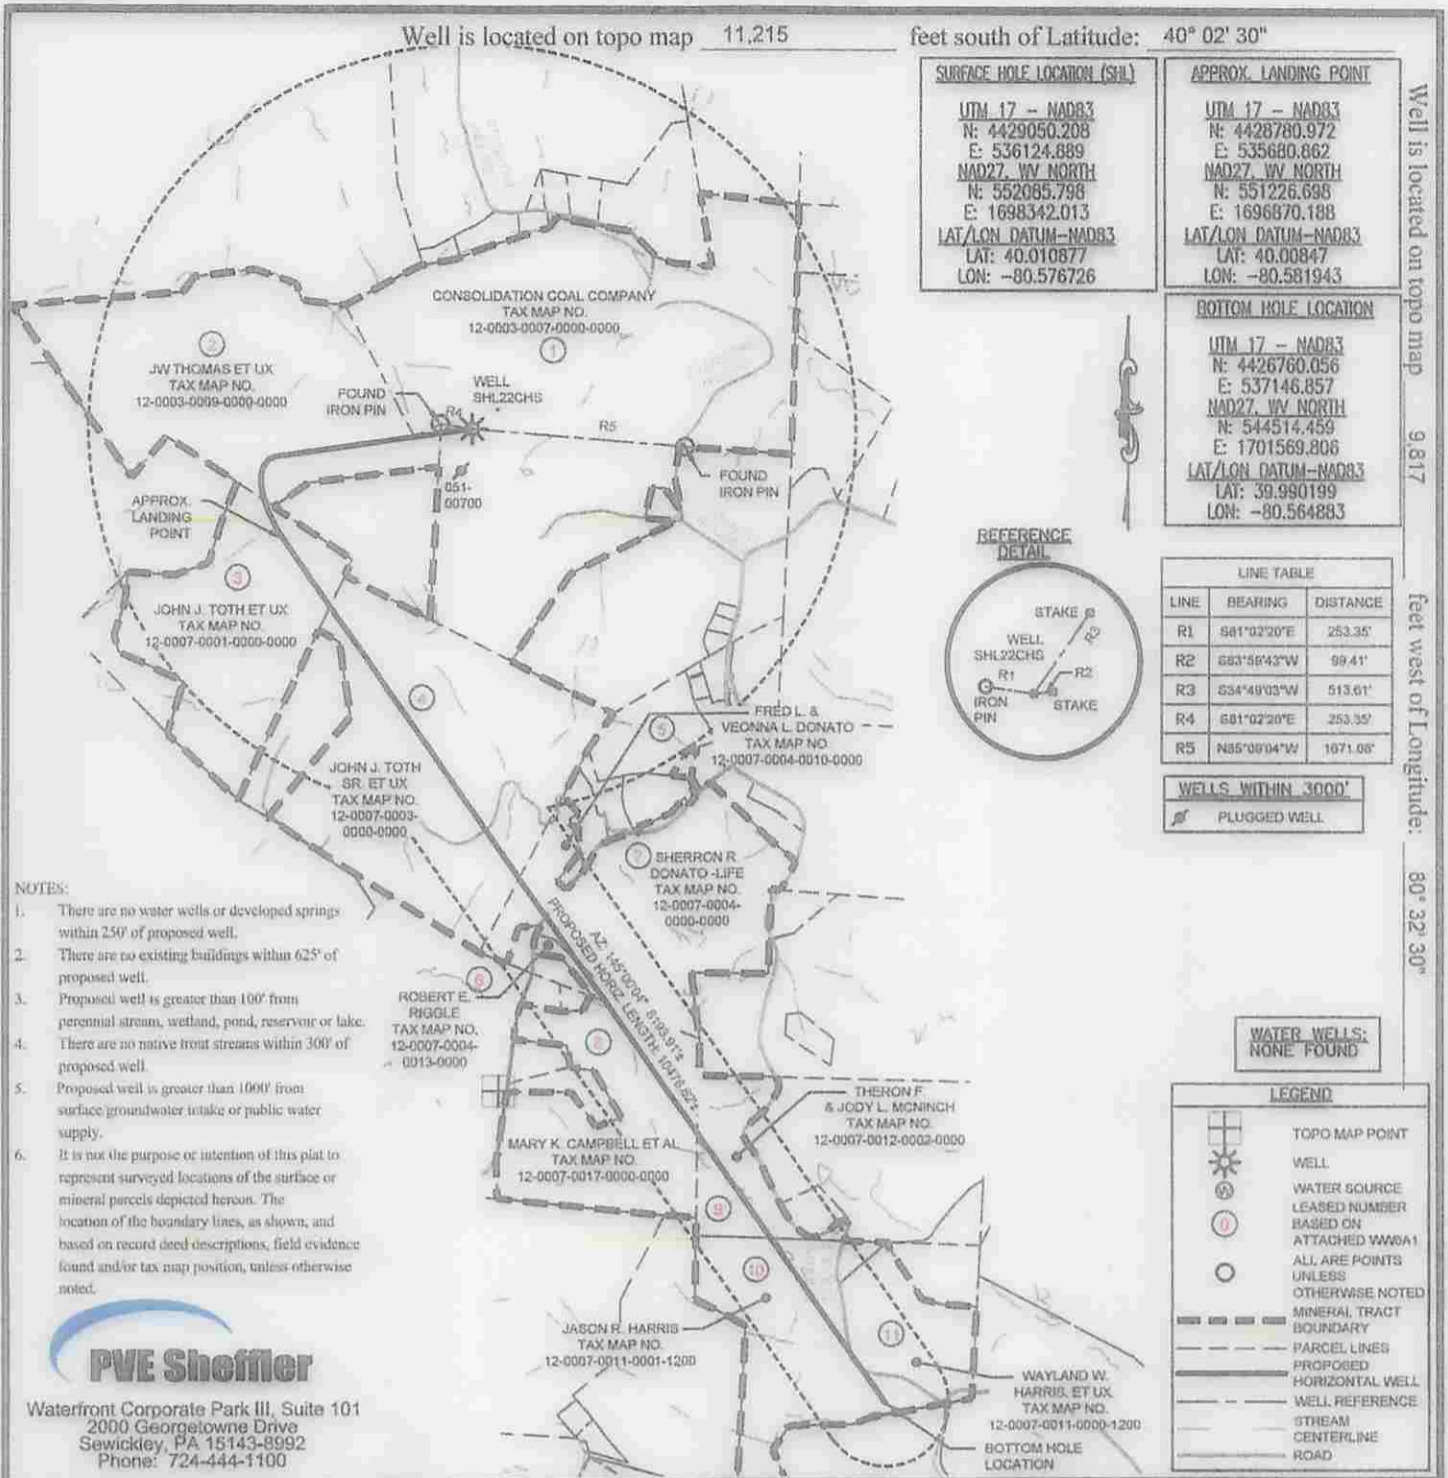 Well is located on topo map 11,215 feet south of Latitude: 40° 02' 30"
SURFACE HOLE LOCATION (SHL)
UTM 17 - NAD83
N: 4429050.208
E: 536124.889
NAD27, WV NORTH
N: 552085.798
E: 1698342.013
LAT/LON DATUM-NAD83
LAT: 40.010877
LON: -80.576726
APPROX. LANDING POINT
UTM 17 - NAD83
N: 4428780.972
E: 535680.862
NAD27, WV NORTH
N: 551226.698
E: 1696870.188
LAT/LON DATUM-NAD83
LAT: 40.00847
LON: -80.581943
BOTTOM HOLE LOCATION
UTM 17 - NAD83
N: 4426760.056
E: 537146.857
NAD27, WV NORTH
N: 544514.459
E: 1701569.806
LAT/LON DATUM-NAD83
LAT: 39.990199
LON: -80.564883
Well is located on topo map 9,817 feet west of Longitude: 80° 32' 30"
CONSOLIDATION COAL COMPANY
TAX MAP NO.
12-0003-0007-0000-0000
1
2
JW THOMAS ET UX
TAX MAP NO.
12-0003-0009-0000-0000
FOUND
IRON PIN
R4
WELL
SHL22CHS
R5
FOUND
IRON PIN
051-
00700
APPROX.
LANDING
POINT
3
JOHN J. TOTH ET UX
TAX MAP NO.
12-0007-0001-0000-0000
4
JOHN J. TOTH
SR. ET UX
TAX MAP NO.
12-0007-0003-
0000-0000
5
FRED L. &
VEONNA L. DONATO
TAX MAP NO
12-0007-0004-0010-0000
7
SHERRON R
DONATO -LIFE
TAX MAP NO.
12-0007-0004-
0000-0000
REFERENCE
DETAIL
STAKE
R3
WELL
SHL22CHS
R1
R2
IRON
PIN
STAKE
LINE TABLE
LINE BEARING DISTANCE
R1 S81°02'20"E 253.35'
R2 99.41'
R3 S34°49'03"W 513.61'
R4 S81°02'20"E 253.35'
R5 1671.08'
WELLS WITHIN 3000'
PLUGGED WELL
NOTES:
1. There are no water wells or developed springs
within 250' of proposed well.
2. There are no existing buildings within 625' of
proposed well.
3. Proposed well is greater than 100' from
perennial stream, wetland, pond, reservoir or lake.
4. There are no native trout streams within 300' of
proposed well.
5. Proposed well is greater than 1000' from
surface/groundwater intake or public water
supply.
6. It is not the purpose or intention of this plat to
represent surveyed locations of the surface or
mineral parcels depicted hereon. The
location of the boundary lines, as shown, and
based on record deed descriptions, field evidence
found and/or tax map position, unless otherwise
noted.
AZ: 145°00'04"
PROPOSED HORIZ. LENGTH:
6
ROBERT E.
RIGGLE
TAX MAP NO.
12-0007-0004-
0013-0000
8
MARY K. CAMPBELL ET AL
TAX MAP NO.
12-0007-0017-0000-0000
THERON F.
& JODY L. MCNINCH
TAX MAP NO.
12-0007-0012-0002-0000
9
10
JASON R. HARRIS
TAX MAP NO.
12-0007-0011-0001-1200
11
WAYLAND W.
HARRIS, ET UX
TAX MAP NO.
12-0007-0011-0000-1200
BOTTOM HOLE
LOCATION
WATER WELLS:
NONE FOUND
LEGEND
TOPO MAP POINT
WELL
W WATER SOURCE
0 LEASED NUMBER
BASED ON
ATTACHED WW6A1
ALL ARE POINTS
UNLESS
OTHERWISE NOTED
MINERAL TRACT
BOUNDARY
PARCEL LINES
PROPOSED
HORIZONTAL WELL
WELL REFERENCE
STREAM
CENTERLINE
ROAD
PVE Sheffler
Waterfront Corporate Park III, Suite 101
2000 Georgetowne Drive
Sewickley, PA 15143-8992
Phone: 724-444-1100